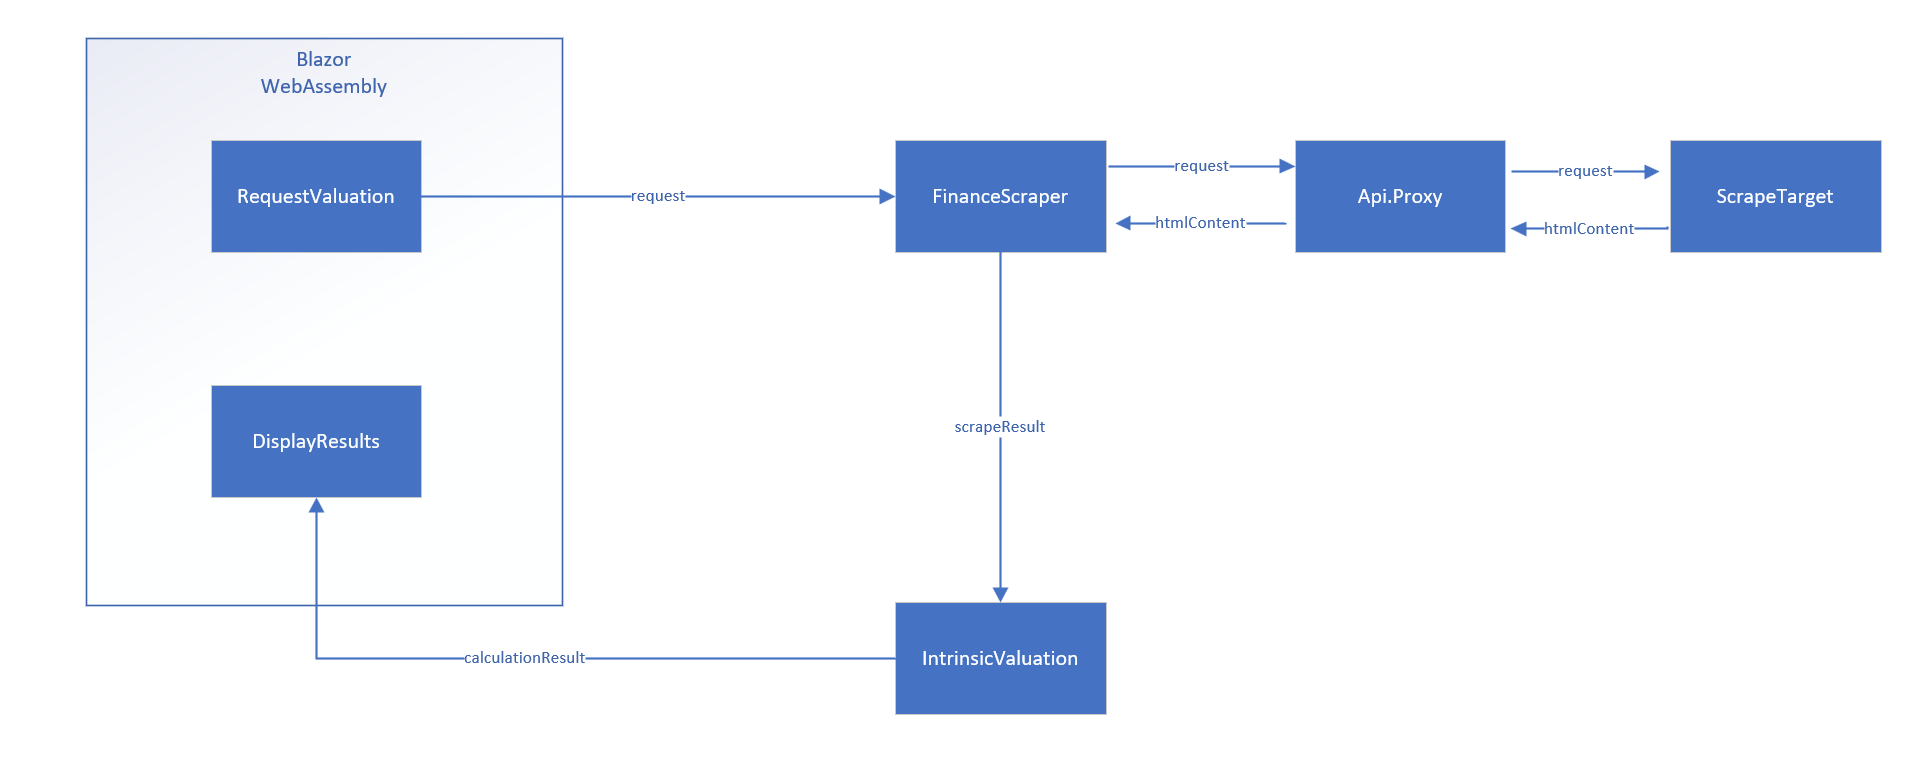 Blazor
WebAssembly
RequestValuation
request
FinanceScraper
request
htmlContent
Api.Proxy
request
htmlContent
ScrapeTarget
DisplayResults
scrapeResult
calculationResult
IntrinsicValuation